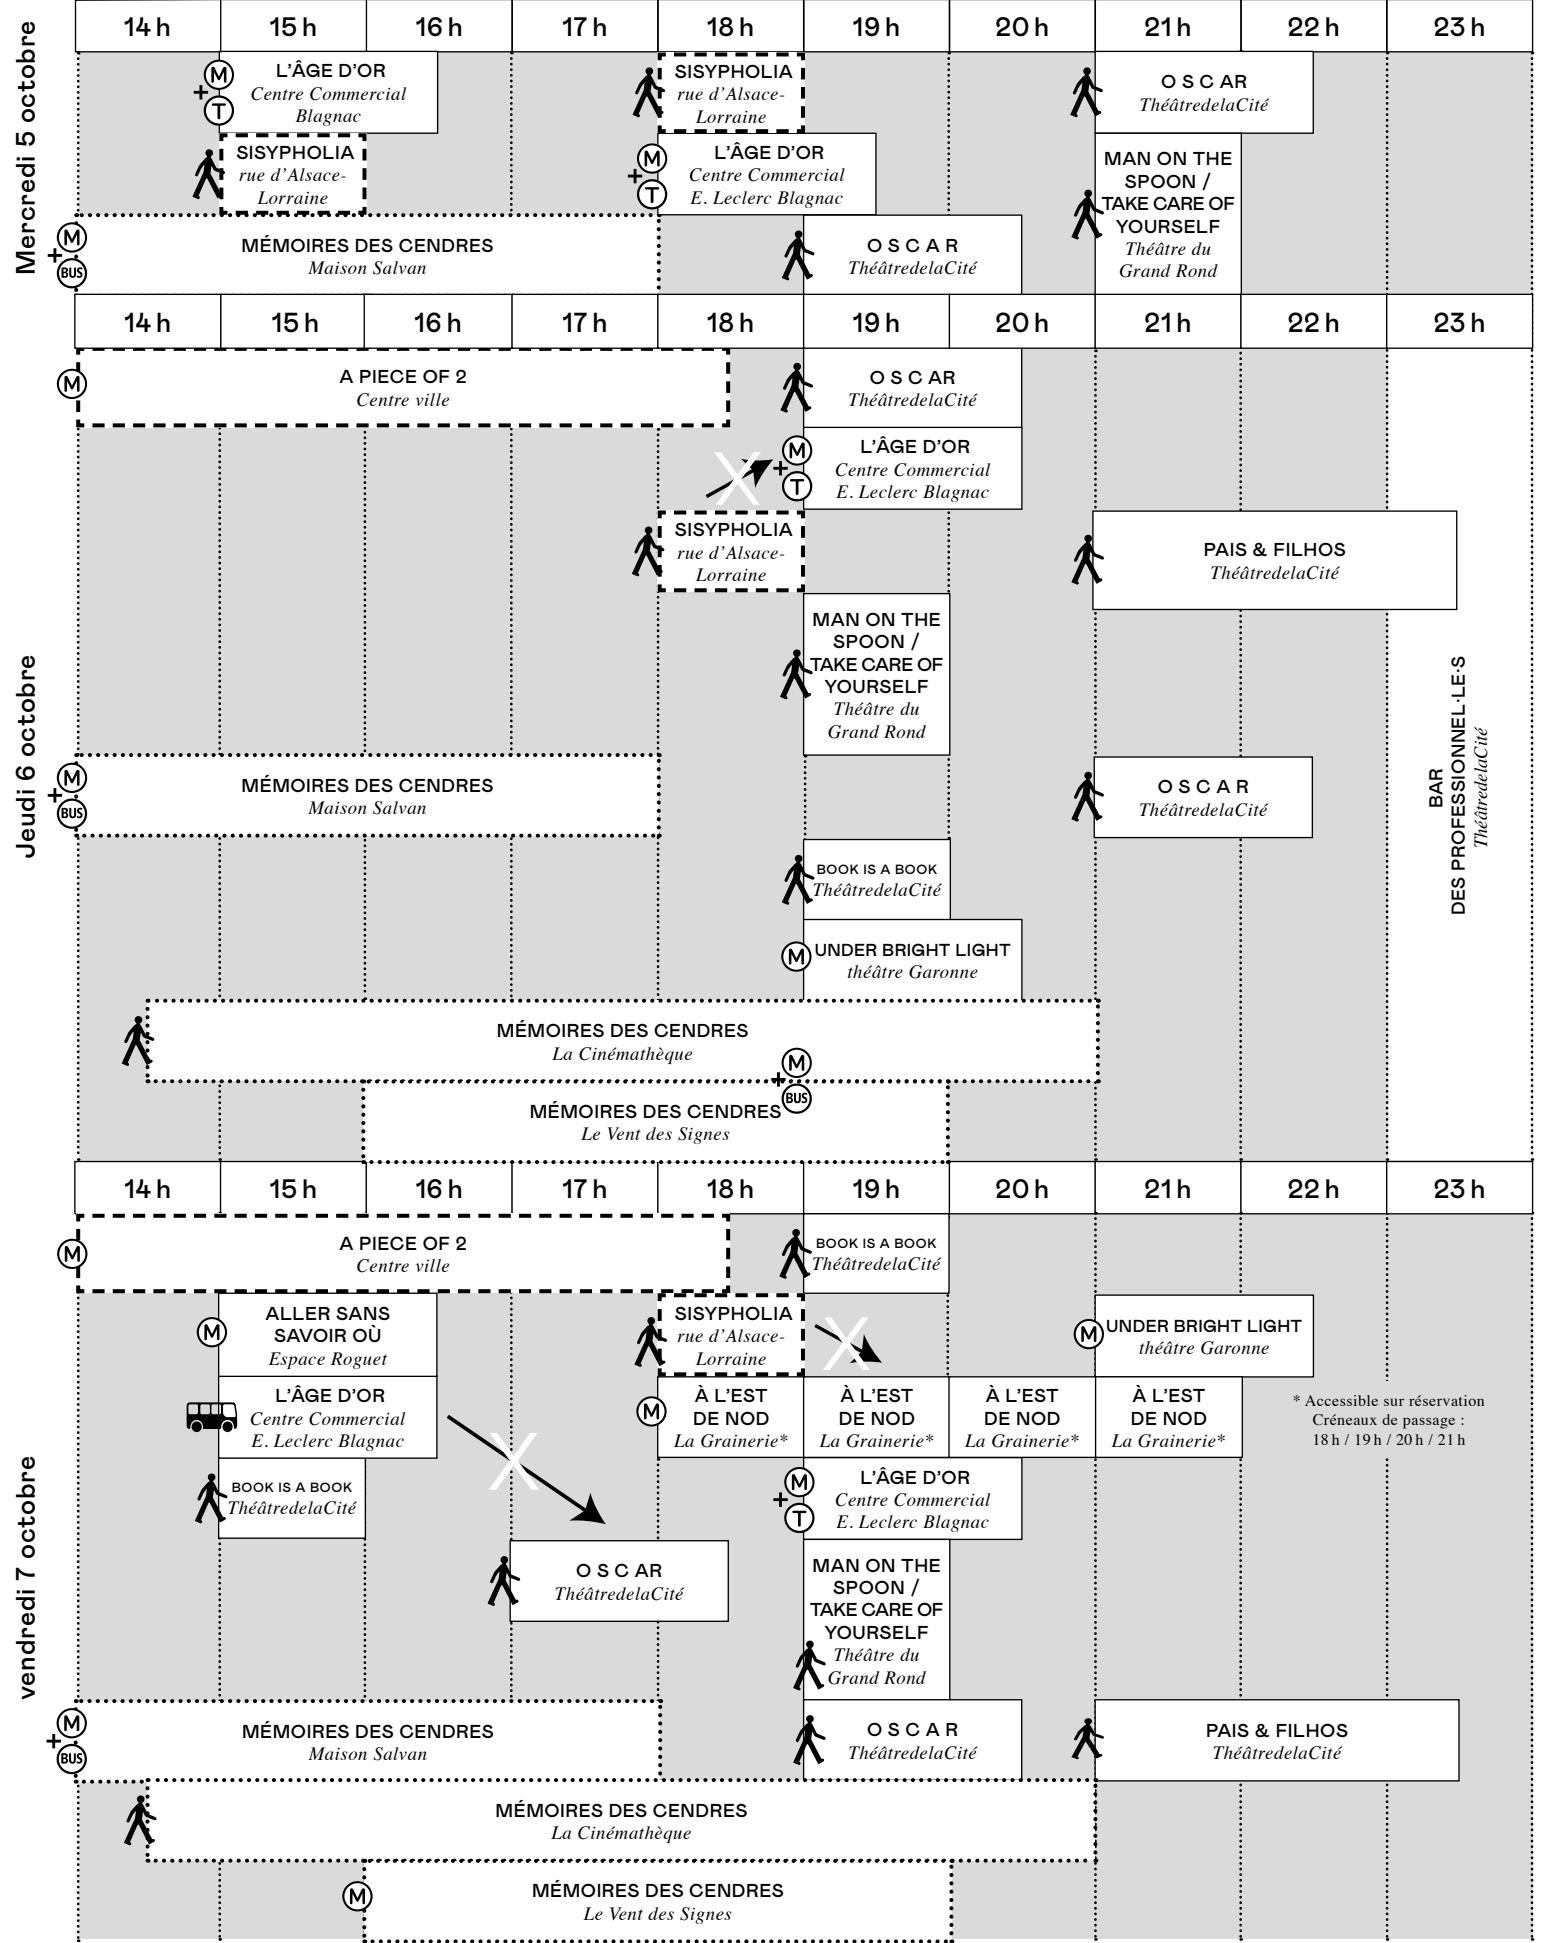 14 h 15 h 16 h 17 h 18 h 19 h 20 h 21 h 22 h 23 h
Mercredi 5 octobre
M
+
T
L'ÂGE D'OR
Centre Commercial
Blagnac
SISYPHOLIA
rue d'Alsace-
Lorraine
O S C A R
ThéâtredelaCité
SISYPHOLIA
rue d'Alsace-
Lorraine
M
+
T
L'ÂGE D'OR
Centre Commercial
E. Leclerc Blagnac
MAN ON THE
SPOON /
TAKE CARE OF
YOURSELF
Théâtre du
Grand Rond
M
+
BUS
MÉMOIRES DES CENDRES
Maison Salvan
O S C A R
ThéâtredelaCité
14 h 15 h 16 h 17 h 18 h 19 h 20 h 21 h 22 h 23 h
Jeudi 6 octobre
M
A PIECE OF 2
Centre ville
O S C AR
ThéâtredelaCité
X
M
+
T
L'ÂGE D'OR
Centre Commercial
E. Leclerc Blagnac
SISYPHOLIA
rue d'Alsace-
Lorraine
PAIS & FILHOS
ThéâtredelaCité
MAN ON THE
SPOON /
TAKE CARE OF
YOURSELF
Théâtre du
Grand Rond
BAR
DES PROFESSIONNEL·LE·S
ThéâtredelaCité
M
+
BUS
MÉMOIRES DES CENDRES
Maison Salvan
O S C A R
ThéâtredelaCité
BOOK IS A BOOK
ThéâtredelaCité
M
UNDER BRIGHT LIGHT
théâtre Garonne
MÉMOIRES DES CENDRES
La Cinémathèque
M
+
BUS
MÉMOIRES DES CENDRES
Le Vent des Signes
14 h 15 h 16 h 17 h 18 h 19 h 20 h 21 h 22 h 23 h
vendredi 7 octobre
M
A PIECE OF 2
Centre ville
BOOK IS A BOOK
ThéâtredelaCité
M
ALLER SANS
SAVOIR OÙ
Espace Roguet
SISYPHOLIA
rue d'Alsace-
Lorraine
X
M
UNDER BRIGHT LIGHT
théâtre Garonne
L'ÂGE D'OR
Centre Commercial
E. Leclerc Blagnac
X
M
À L'EST
DE NOD
La Grainerie*
À L'EST
DE NOD
La Grainerie*
À L'EST
DE NOD
La Grainerie*
À L'EST
DE NOD
La Grainerie*
* Accessible sur réservation
Créneaux de passage :
18 h / 19 h / 20 h / 21 h
BOOK IS A BOOK
ThéâtredelaCité
M
+
T
L'ÂGE D'OR
Centre Commercial
E. Leclerc Blagnac
O S C AR
ThéâtredelaCité
MAN ON THE
SPOON /
TAKE CARE OF
YOURSELF
Théâtre du
Grand Rond
M
+
BUS
MÉMOIRES DES CENDRES
Maison Salvan
O S C A R
ThéâtredelaCité
PAIS & FILHOS
ThéâtredelaCité
MÉMOIRES DES CENDRES
La Cinémathèque
M
MÉMOIRES DES CENDRES
Le Vent des Signes